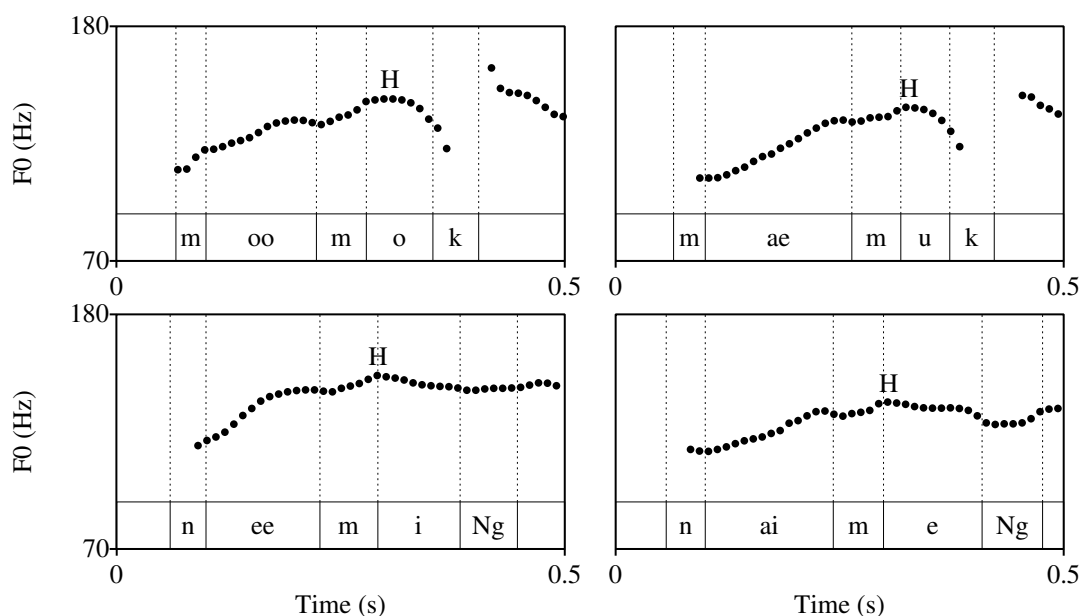 180
H H
F0 (Hz)
m oo m o k m ae m u k
70
0 0.5 0 0.5
180
H H
F0 (Hz)
n ee m i Ng n ai m e Ng
70
0 0.5 0 0.5
Time (s) Time (s)